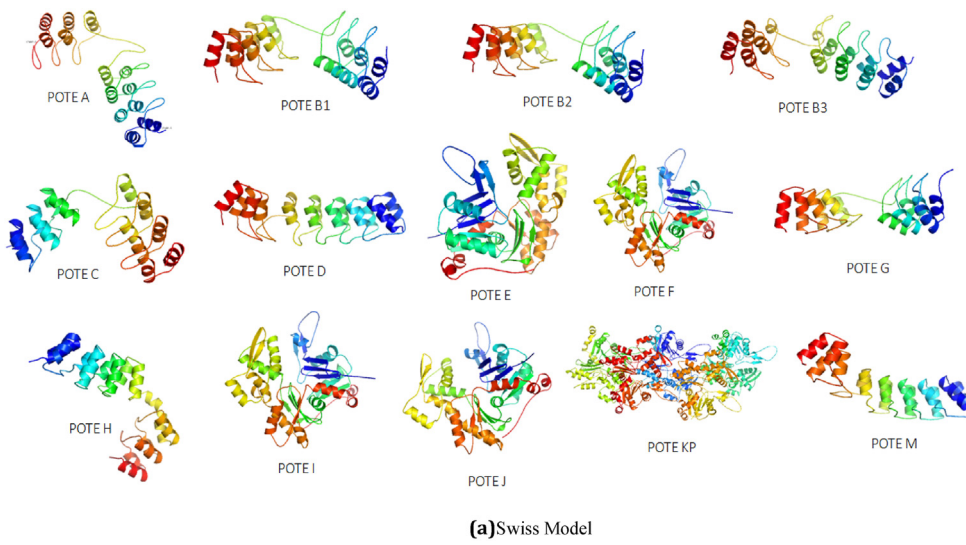 POTE A
POTE B1
POTE B2
POTE B3
POTE C
POTE D
POTE E
POTE F
POTE G
POTE H
POTE I
POTE J
POTE KP
POTE M
(a)Swiss Model